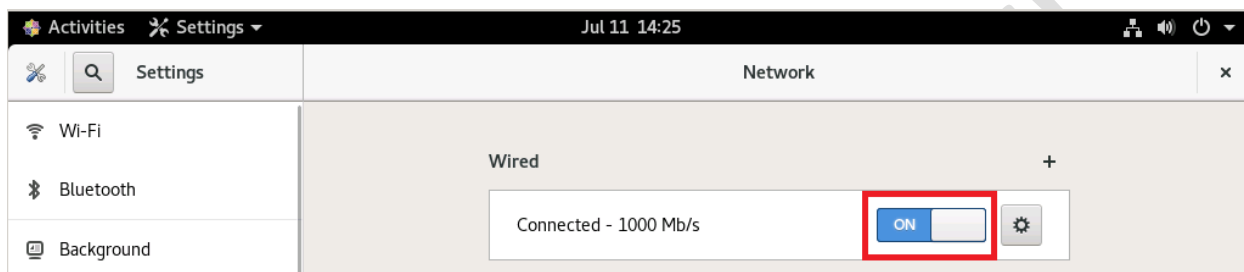 Activities Settings Jul 11 14:25
Settings Network
Wi-Fi
Wired
Bluetooth
Connected - 1000 Mb/s ON
Background